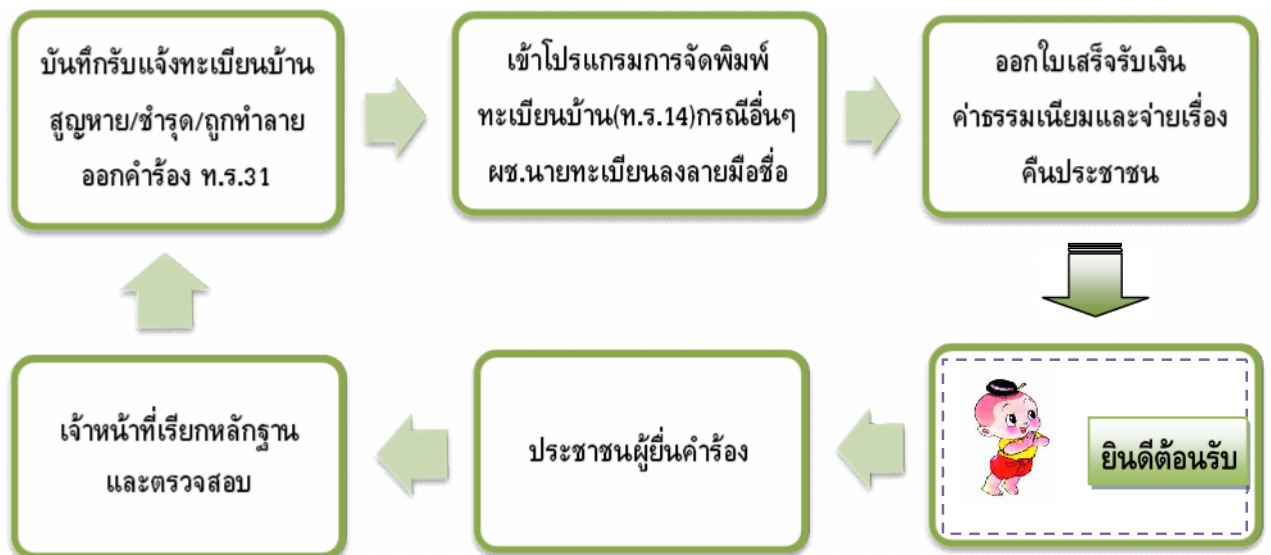 บันทึกรับแจ้งทะเบียนบ้าน
สูญหาย/ชำรุด/ถูกทำลาย
ออกคำร้อง ท.ร.31
เข้าโปรแกรมการจัดพิมพ์
ทะเบียนบ้าน(ท.ร.14)กรณีอื่นๆ
ผช.นายทะเบียนลงลายมือชื่อ
ออกใบเสร็จรับเงิน
ค่าธรรมเนียมและจ่ายเรื่อง
คืนประชาชน
เจ้าหน้าที่เรียกหลักฐาน
และตรวจสอบ
ประชาชนผู้ยื่นคำร้อง
ยินดีต้อนรับ